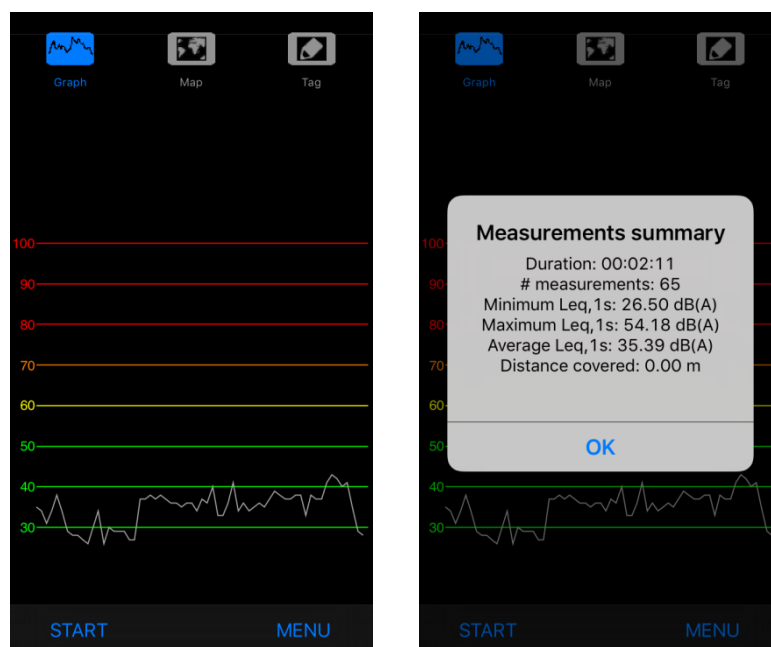 Graph Map Tag
100
90
80
70
60
50
40
30
START MENU
Graph Map Tag
100
90
80
70
60
50
40
30
Measurements summary
Duration: 00:02:11
# measurements: 65
Minimum Leq,1s: 26.50 dB(A)
Maximum Leq,1s: 54.18 dB(A)
Average Leq,1s: 35.39 dB(A)
Distance covered: 0.00 m
OK
START MENU